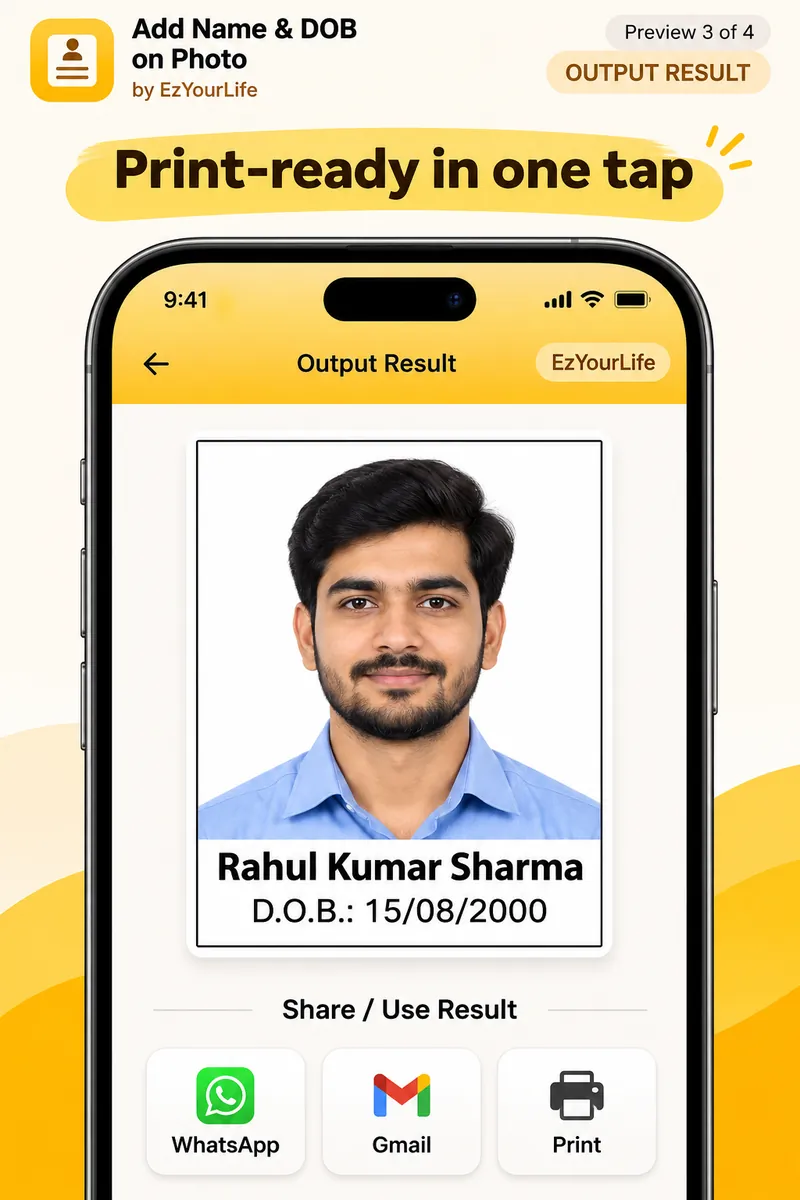 Add Name & DOB
on Photo
by EzYourLife
Preview 3 of 4
OUTPUT RESULT
Print-ready in one tap
9:41
Output Result
EzYourLife
Rahul Kumar Sharma
D.O.B.: 15/08/2000
Share / Use Result
WhatsApp
Gmail
Print